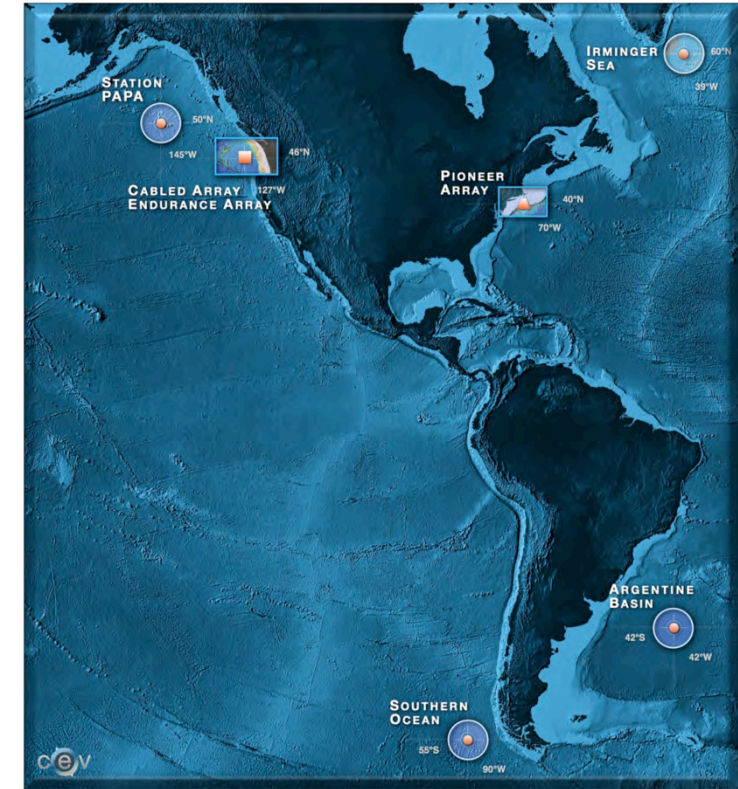 IRMINGER
SEA
60°N
39°W
STATION
PAPA
50°N
145°W
46°N
127°W
CABLED ARRAY
ENDURANCE ARRAY
PIONEER
ARRAY
40°N
70°W
ARGENTINE
BASIN
42°S
42°W
SOUTHERN
OCEAN
55°S
90°W
cev